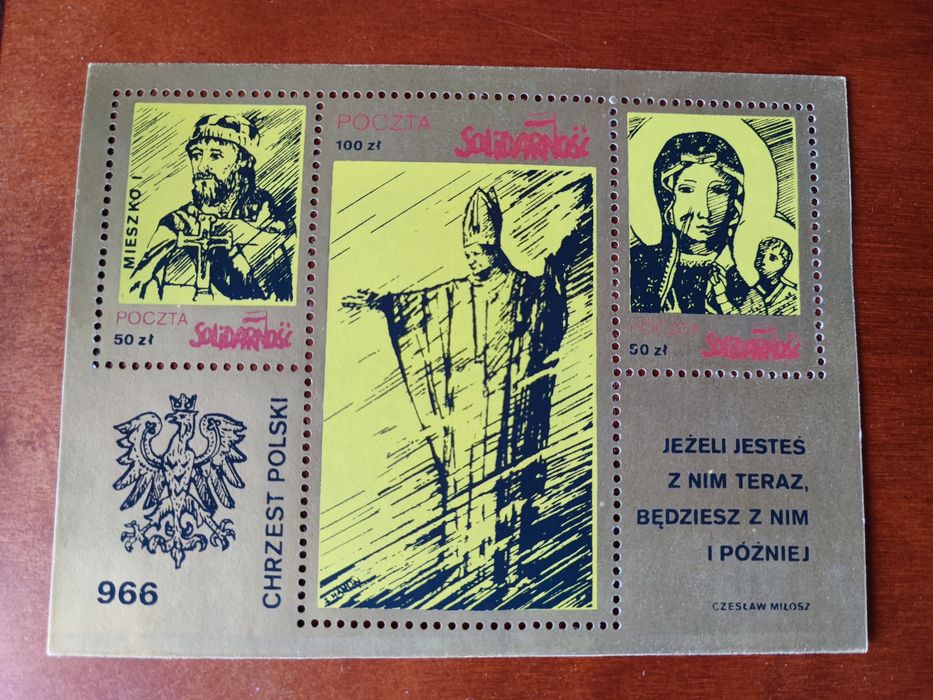 MIESZKO I
POCZTA
50 zł
SOLIDARNOŚĆ
POCZTA
100 zł
SOLIDARNOŚĆ
POCZTA
50 zł
SOLIDARNOŚĆ
966
CHRZEST POLSKI
JEŻELI JESTEŚ
Z NIM TERAZ,
BĘDZIESZ Z NIM
I PÓŹNIEJ
CZESŁAW MIŁOSZ